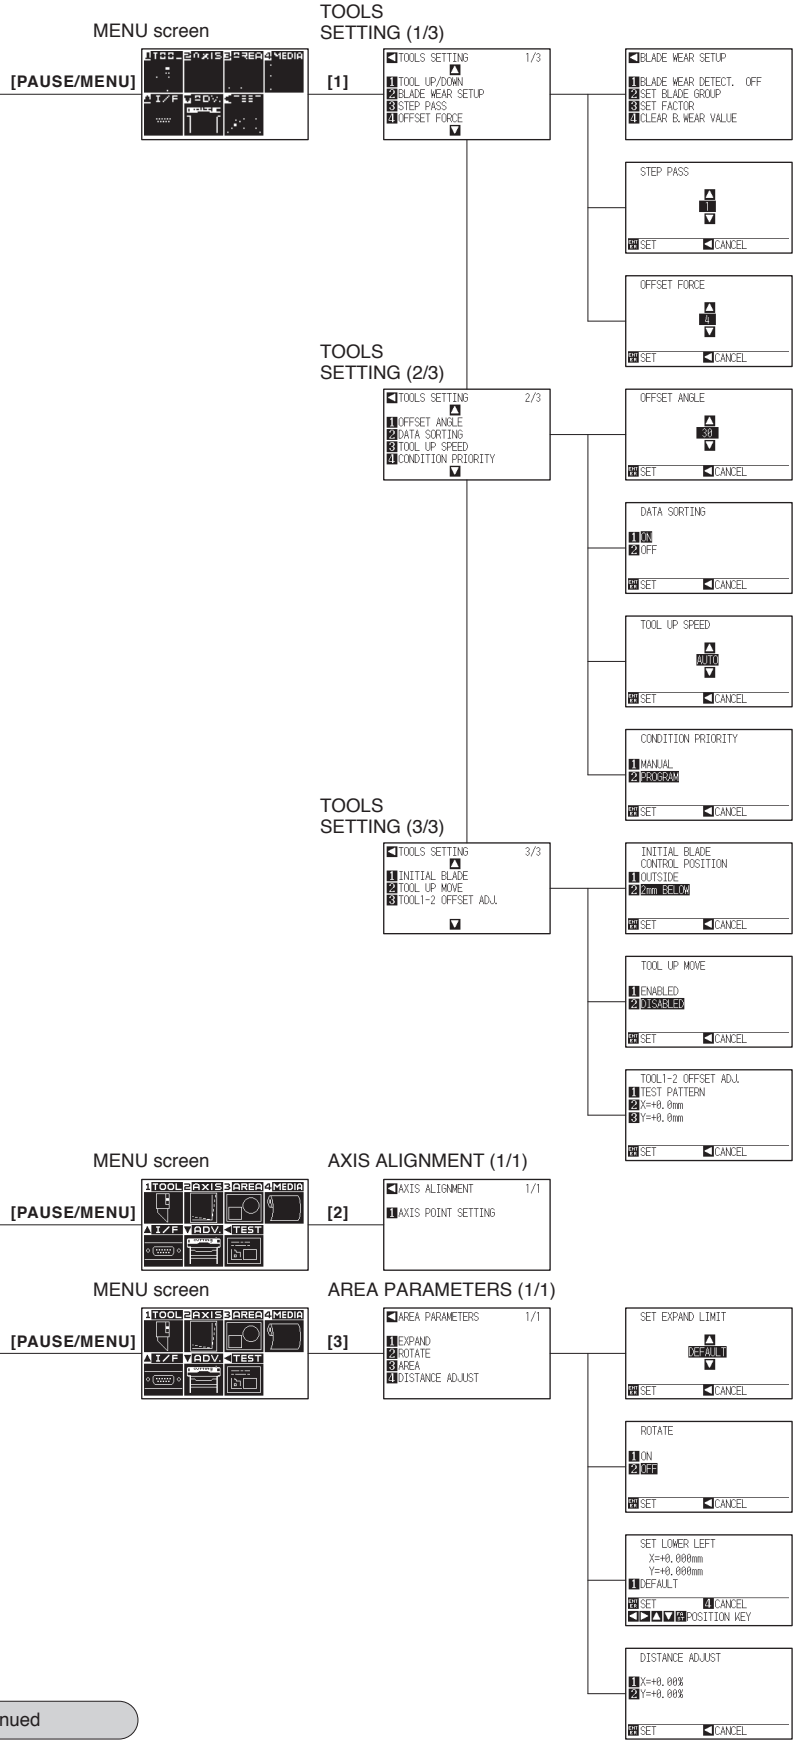 TOOLS
SETTING (1/3)
MENU screen
[PAUSE/MENU]
[1]
TOOLS SETTING 1/3
1 TOOL UP/DOWN
2 BLADE WEAR SETUP
3 STEP PASS
4 OFFSET FORCE
BLADE WEAR SETUP
1 BLADE WEAR DETECT. OFF
2 SET BLADE GROUP
3 SET FACTOR
4 CLEAR B.WEAR VALUE
STEP PASS
1
SET CANCEL
OFFSET FORCE
4
SET CANCEL
TOOLS
SETTING (2/3)
TOOLS SETTING 2/3
1 OFFSET ANGLE
2 DATA SORTING
3 TOOL UP SPEED
4 CONDITION PRIORITY
OFFSET ANGLE
30
SET CANCEL
DATA SORTING
1 ON
2 OFF
SET CANCEL
TOOL UP SPEED
AUTO
SET CANCEL
CONDITION PRIORITY
1 MANUAL
2 PROGRAM
SET CANCEL
TOOLS
SETTING (3/3)
TOOLS SETTING 3/3
1 INITIAL BLADE
2 TOOL UP MOVE
3 TOOL1-2 OFFSET ADJ.
INITIAL BLADE
CONTROL POSITION
1 OUTSIDE
2 2mm BELOW
SET CANCEL
TOOL UP MOVE
1 ENABLED
2 DISABLED
SET CANCEL
TOOL1-2 OFFSET ADJ.
1 TEST PATTERN
2 X=+0.0mm
3 Y=+0.0mm
SET CANCEL
MENU screen
AXIS ALIGNMENT (1/1)
[PAUSE/MENU]
1 TOOL 2 AXIS 3 AREA 4 MEDIA
I/F ADV. TEST
[2]
AXIS ALIGNMENT 1/1
1 AXIS POINT SETTING
MENU screen
AREA PARAMETERS (1/1)
[PAUSE/MENU]
1 TOOL 2 AXIS 3 AREA 4 MEDIA
I/F ADV. TEST
[3]
AREA PARAMETERS 1/1
1 EXPAND
2 ROTATE
3 AREA
4 DISTANCE ADJUST
SET EXPAND LIMIT
DEFAULT
SET CANCEL
ROTATE
1 ON
2 OFF
SET CANCEL
SET LOWER LEFT
X=+0.000mm
Y=+0.000mm
1 DEFAULT
SET 4 CANCEL
POSITION KEY
DISTANCE ADJUST
1 X=+0.00%
2 Y=+0.00%
SET CANCEL
nued